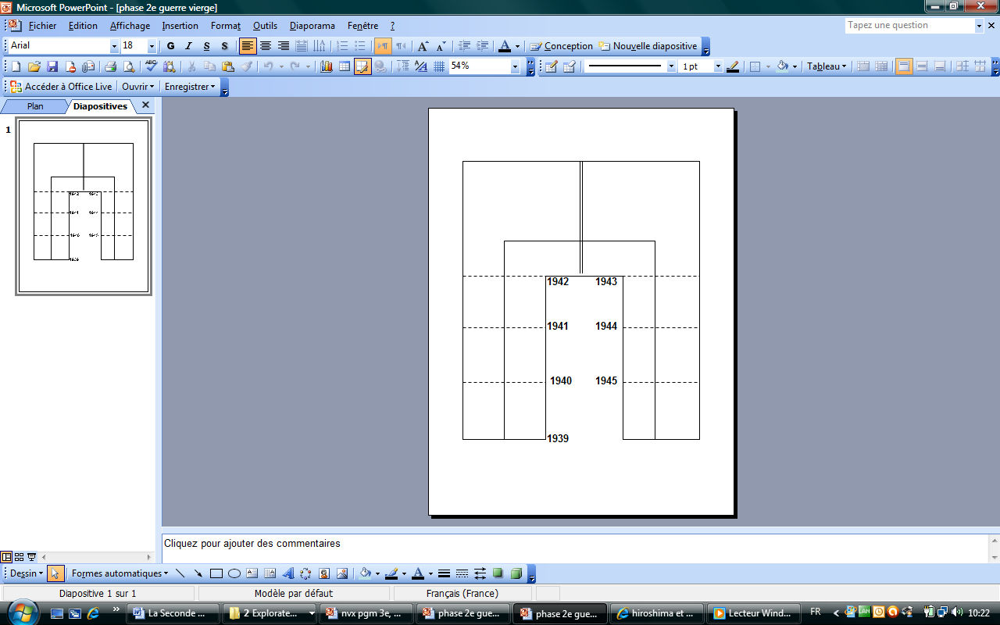 Microsoft PowerPoint - [phase 2e guerre vierge]
Fichier Edition Affichage Insertion Format Outils Diaporama Fenêtre ?
Tapez une question
Arial 18 G I S S A A A Conception Nouvelle diapositive
54% 1 pt Tableau
Accéder à Office Live Ouvrir Enregistrer
Plan Diapositives
1
1942 1943
1941 1944
1940 1945
1939
Cliquez pour ajouter des commentaires
Dessin Formes automatiques
Diapositive 1 sur 1 Modèle par défaut Français (France)
La Seconde ... 2 Explorate... nvx pgm 3e, ... phase 2e gue... phase 2e gue... hiroshima et ... Lecteur Wind... FR 10:22